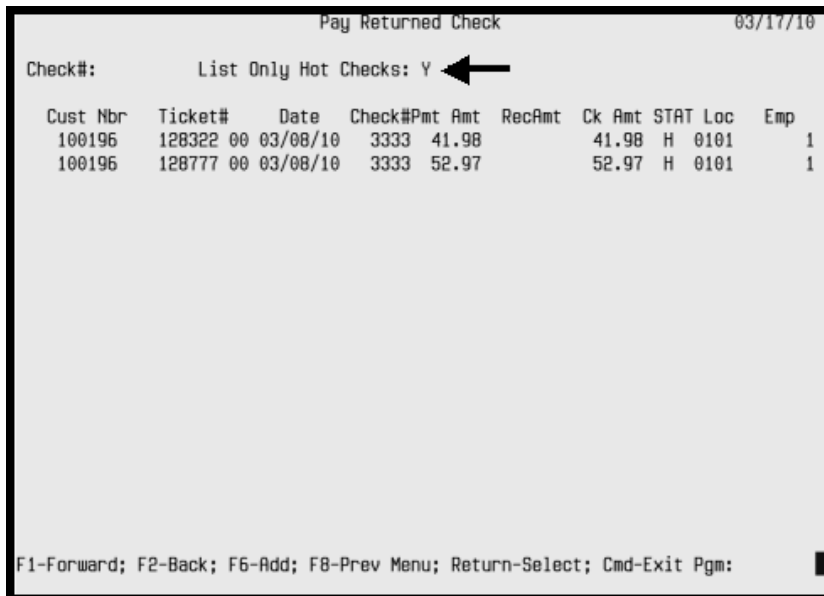 Pay Returned Check 03/17/10
Check#: List Only Hot Checks: Y
Cust Nbr Ticket# Date Check#Pmt Amt RecAmt Ck Amt STAT Loc Emp
100196 128322 00 03/08/10 3333 41.98 41.98 H 0101 1
100196 128777 00 03/08/10 3333 52.97 52.97 H 0101 1
F1-Forward; F2-Back; F6-Add; F8-Prev Menu; Return-Select; Cmd-Exit Pgm: